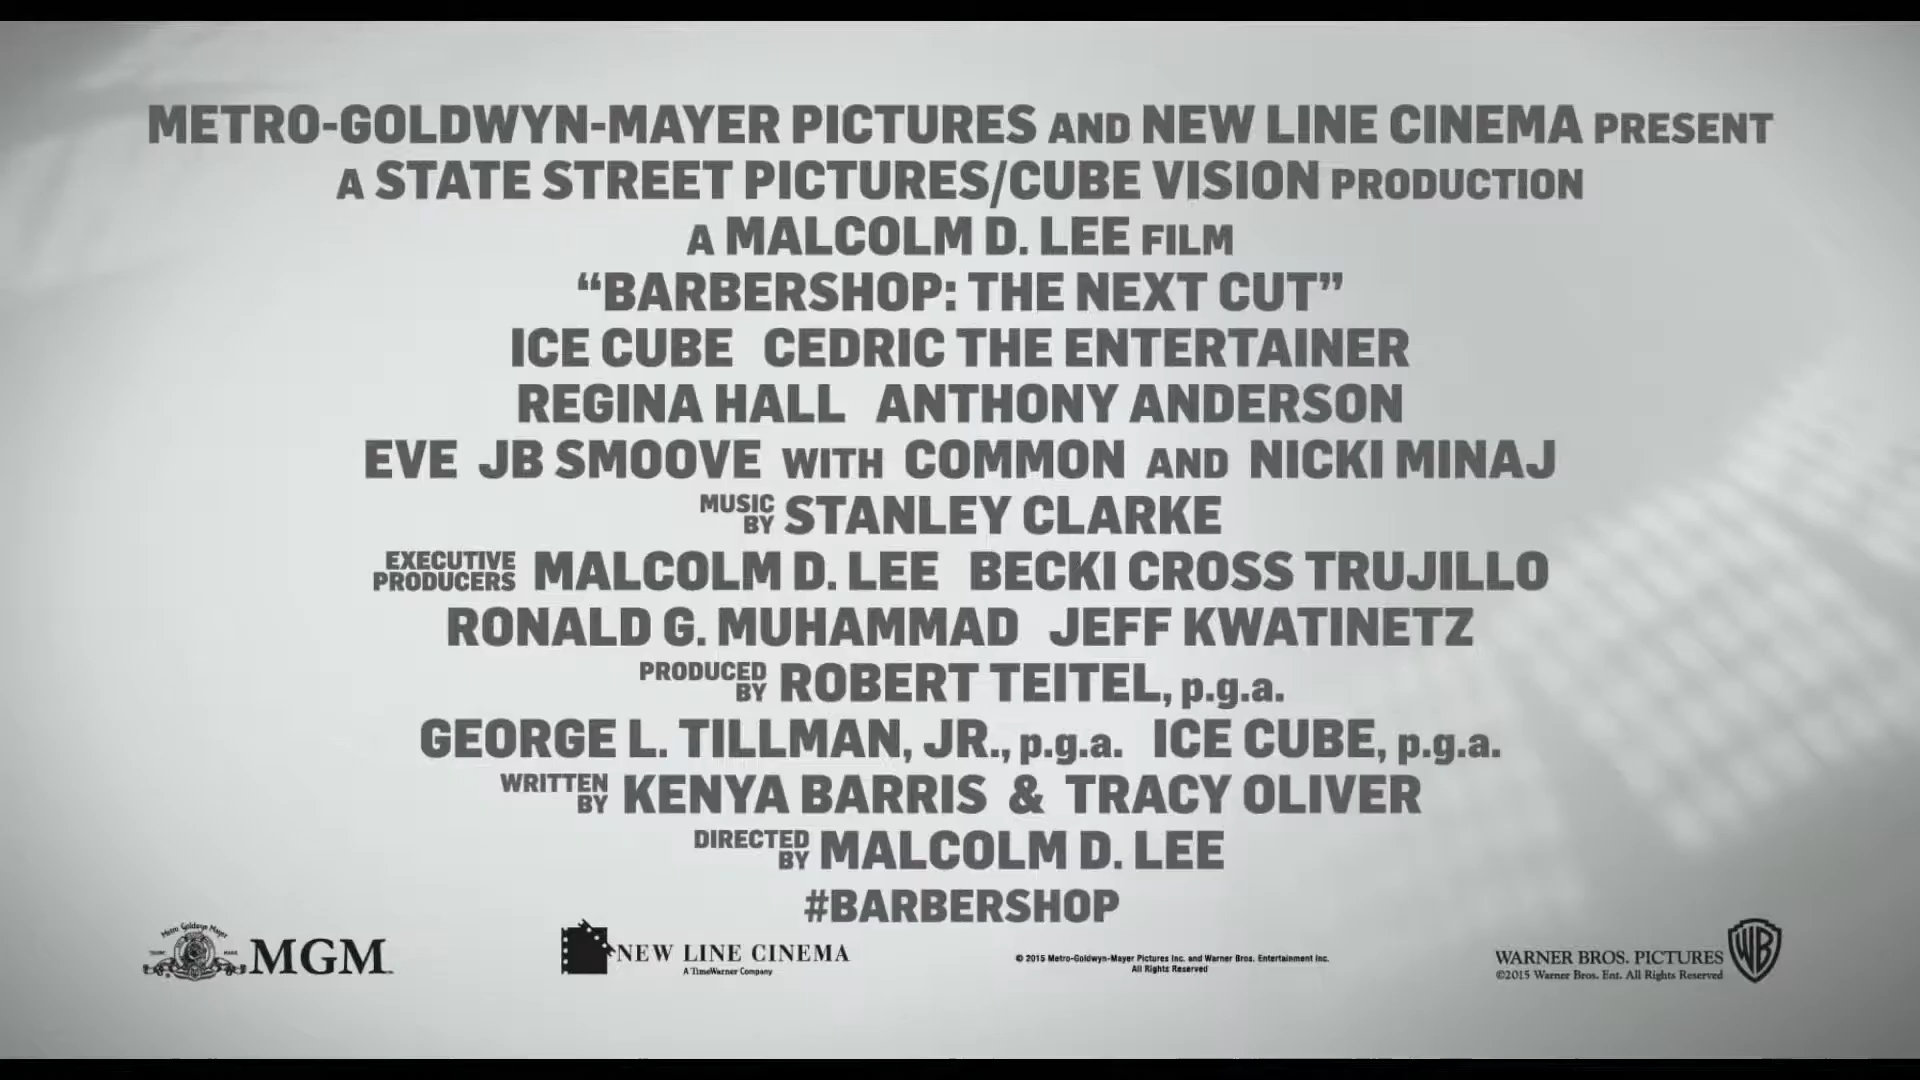 METRO-GOLDWYN-MAYER PICTURES AND NEW LINE CINEMA PRESENT
A STATE STREET PICTURES/CUBE VISION PRODUCTION
A MALCOLM D. LEE FILM
“BARBERSHOP: THE NEXT CUT”
ICE CUBE CEDRIC THE ENTERTAINER
REGINA HALL ANTHONY ANDERSON
EVE JB SMOOVE WITH COMMON AND NICKI MINAJ
MUSIC BY STANLEY CLARKE
EXECUTIVE PRODUCERS MALCOLM D. LEE BECKI CROSS TRUJILLO
RONALD G. MUHAMMAD JEFF KWATINETZ
PRODUCED BY ROBERT TEITEL, p.g.a.
GEORGE L. TILLMAN, JR., p.g.a. ICE CUBE, p.g.a.
WRITTEN BY KENYA BARRIS & TRACY OLIVER
DIRECTED BY MALCOLM D. LEE
#BARBERSHOP
Metro Goldwyn Mayer
MGM
NEW LINE CINEMA
A TimeWarner Company
© 2015 Metro-Goldwyn-Mayer Pictures Inc. and Warner Bros. Entertainment Inc.
All Rights Reserved
WARNER BROS. PICTURES
©2015 Warner Bros. Ent. All Rights Reserved
WB